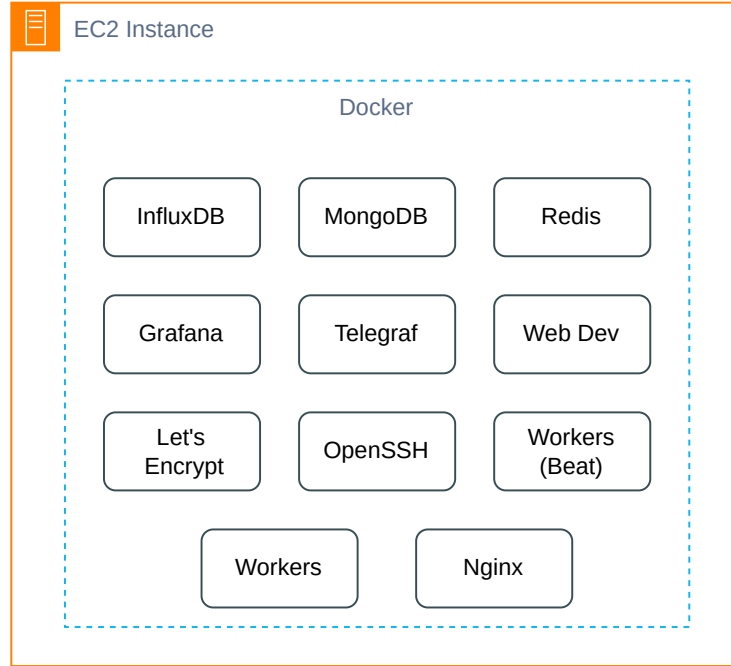 EC2 Instance
Docker
InfluxDB
MongoDB
Redis
Grafana
Telegraf
Web Dev
Let's
Encrypt
OpenSSH
Workers
(Beat)
Workers
Nginx